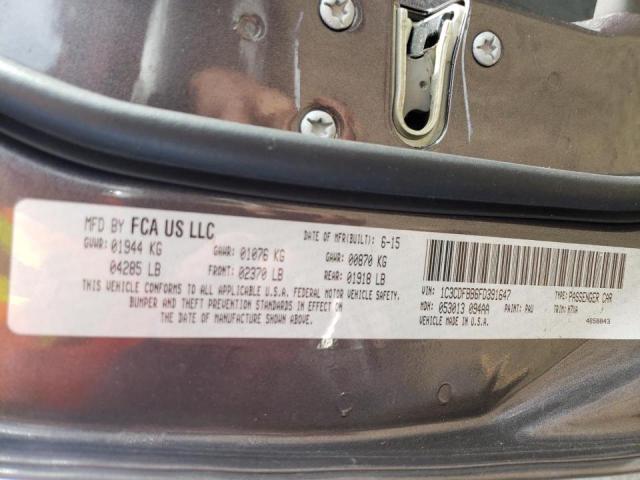 MFD BY FCA US LLC
DATE OF MFR(BUILT): 6-15
GVWR: 01944 KG GAWR: 01076 KG GAWR: 00870 KG
04285 LB FRONT: 02370 LB REAR: 01918 LB
THIS VEHICLE CONFORMS TO ALL APPLICABLE U.S.A. FEDERAL MOTOR VEHICLE SAFETY,
BUMPER AND THEFT PREVENTION STANDARDS IN EFFECT ON
THE DATE OF MANUFACTURE SHOWN ABOVE.
VIN: 1C3CDFBB6FD391647 TYPE: PASSENGER CAR
MDH: 053013 094AA PAINT: PAU TRIM:
VEHICLE MADE IN U.S.A. 4858043